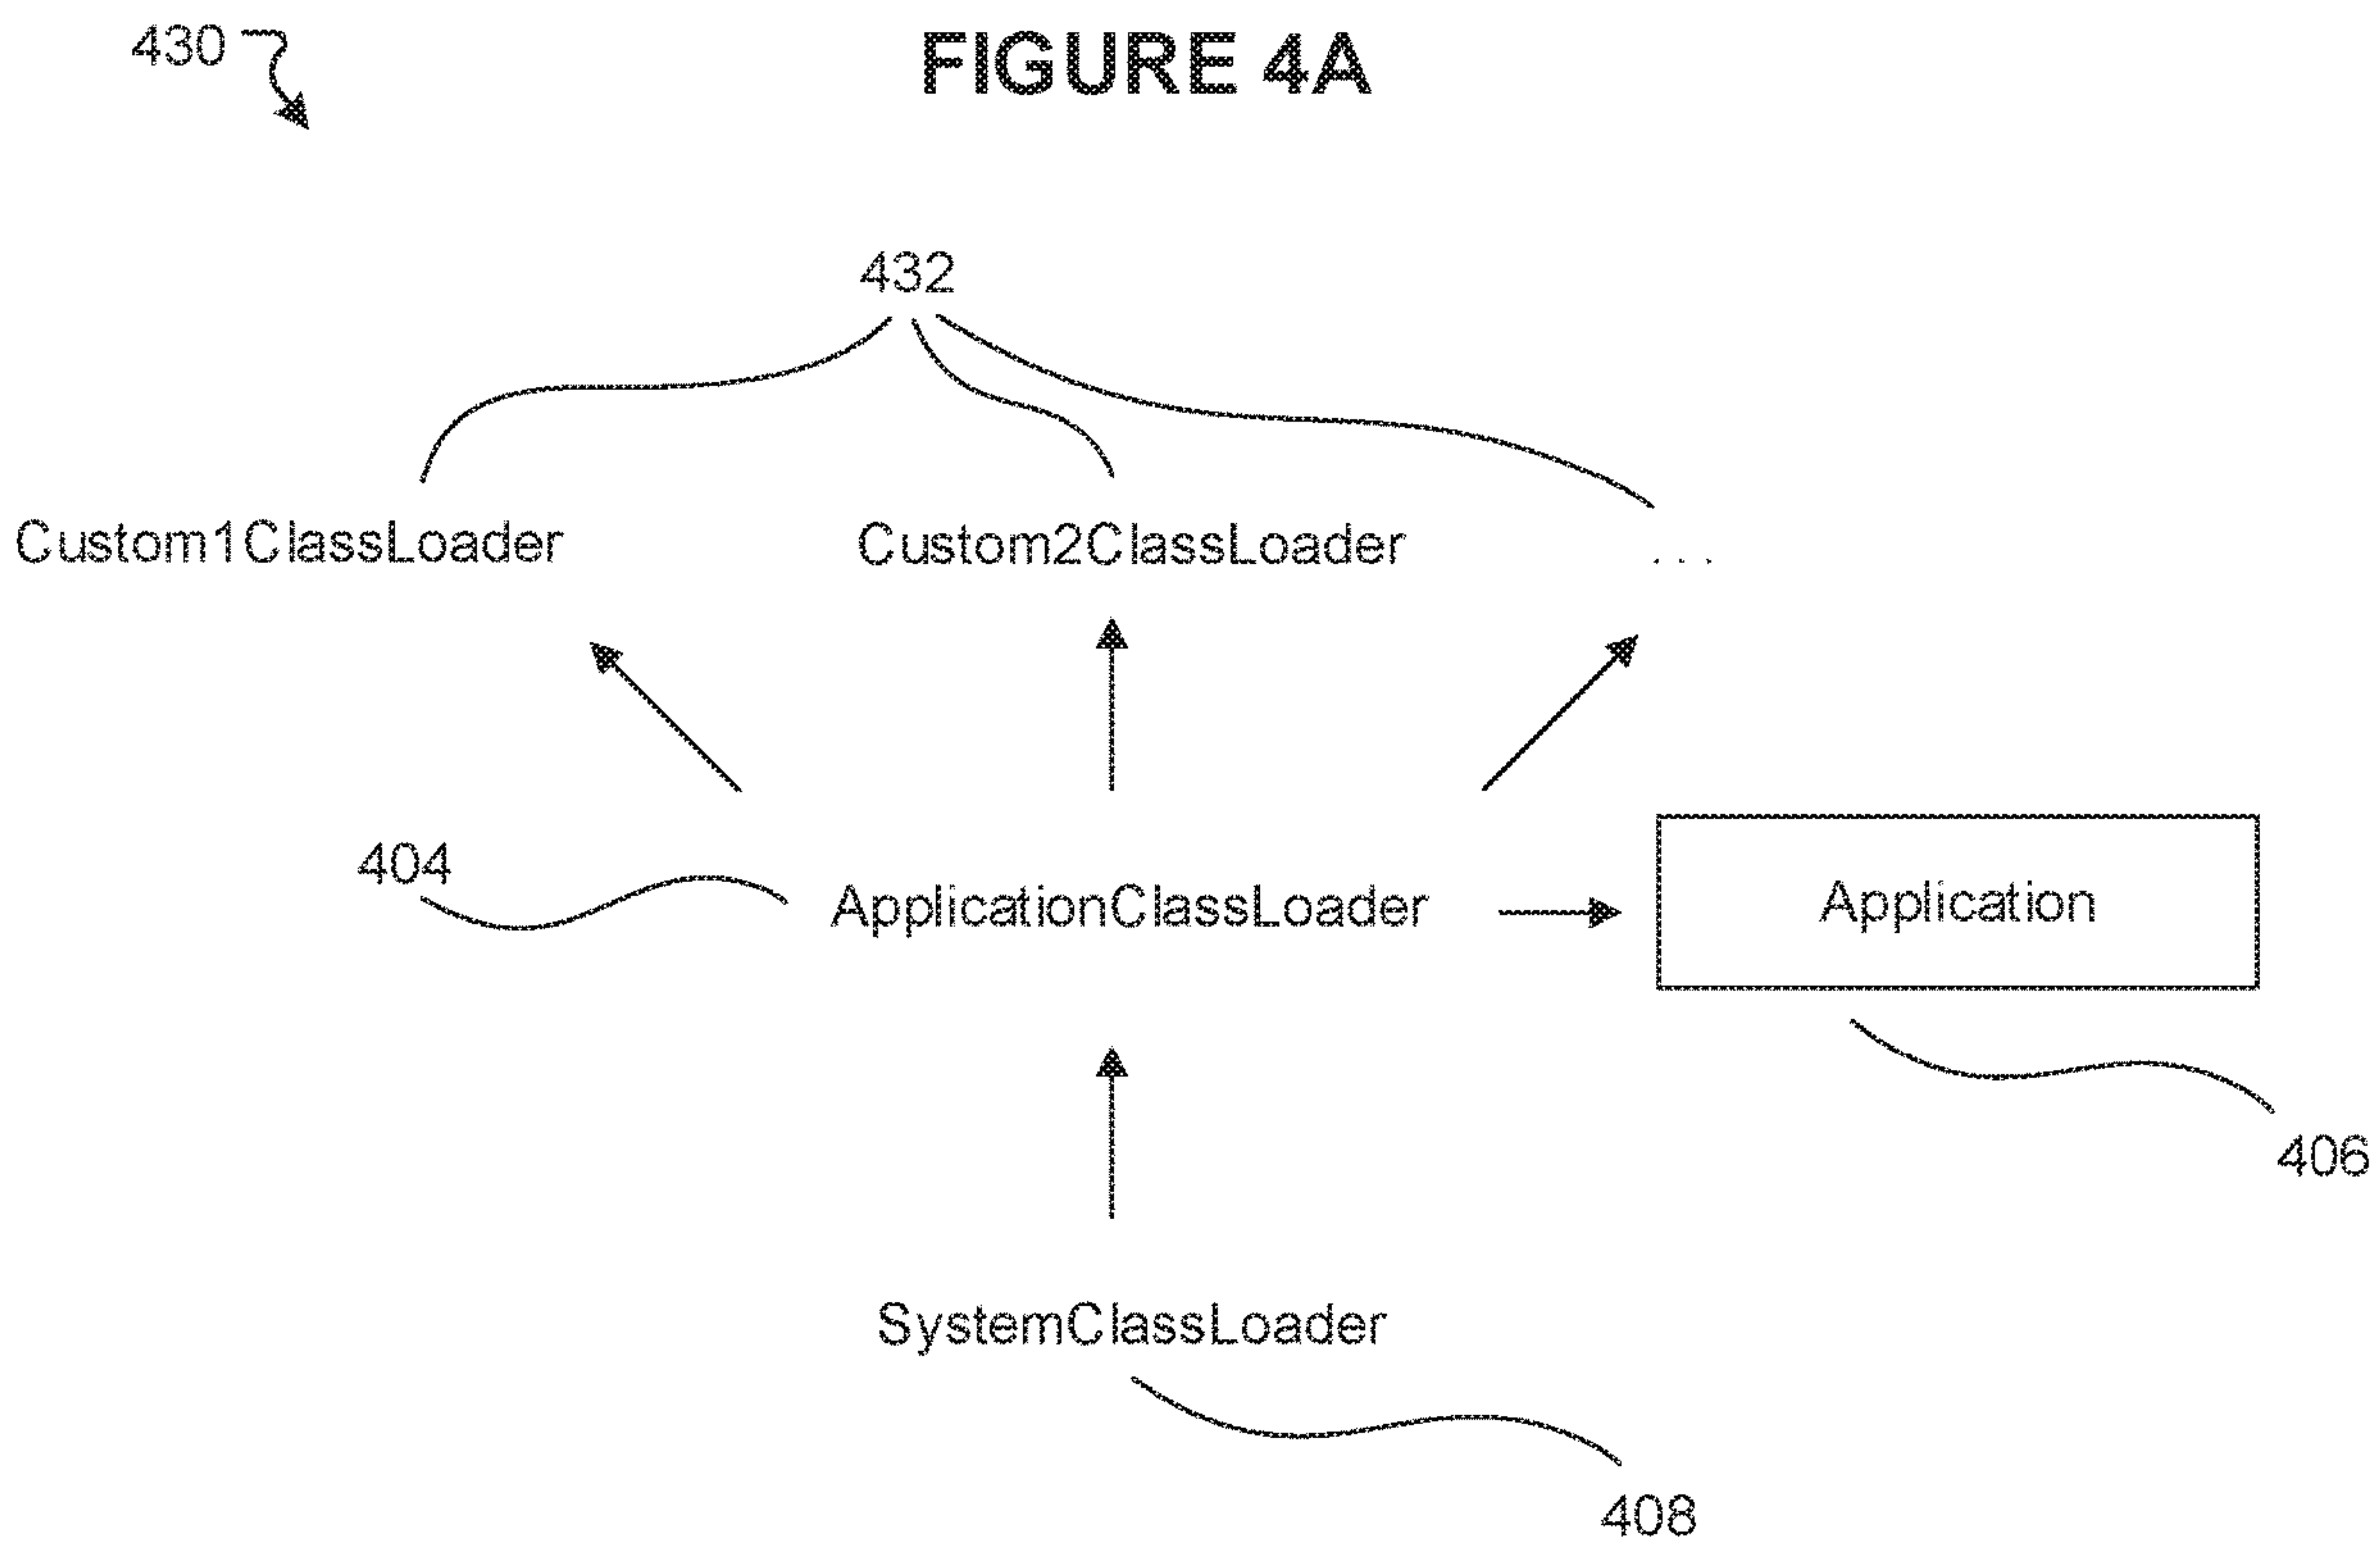 430
FIGURE 4A
432
Custom1ClassLoader
Custom2ClassLoader
. . .
404
ApplicationClassLoader
Application
406
SystemClassLoader
408